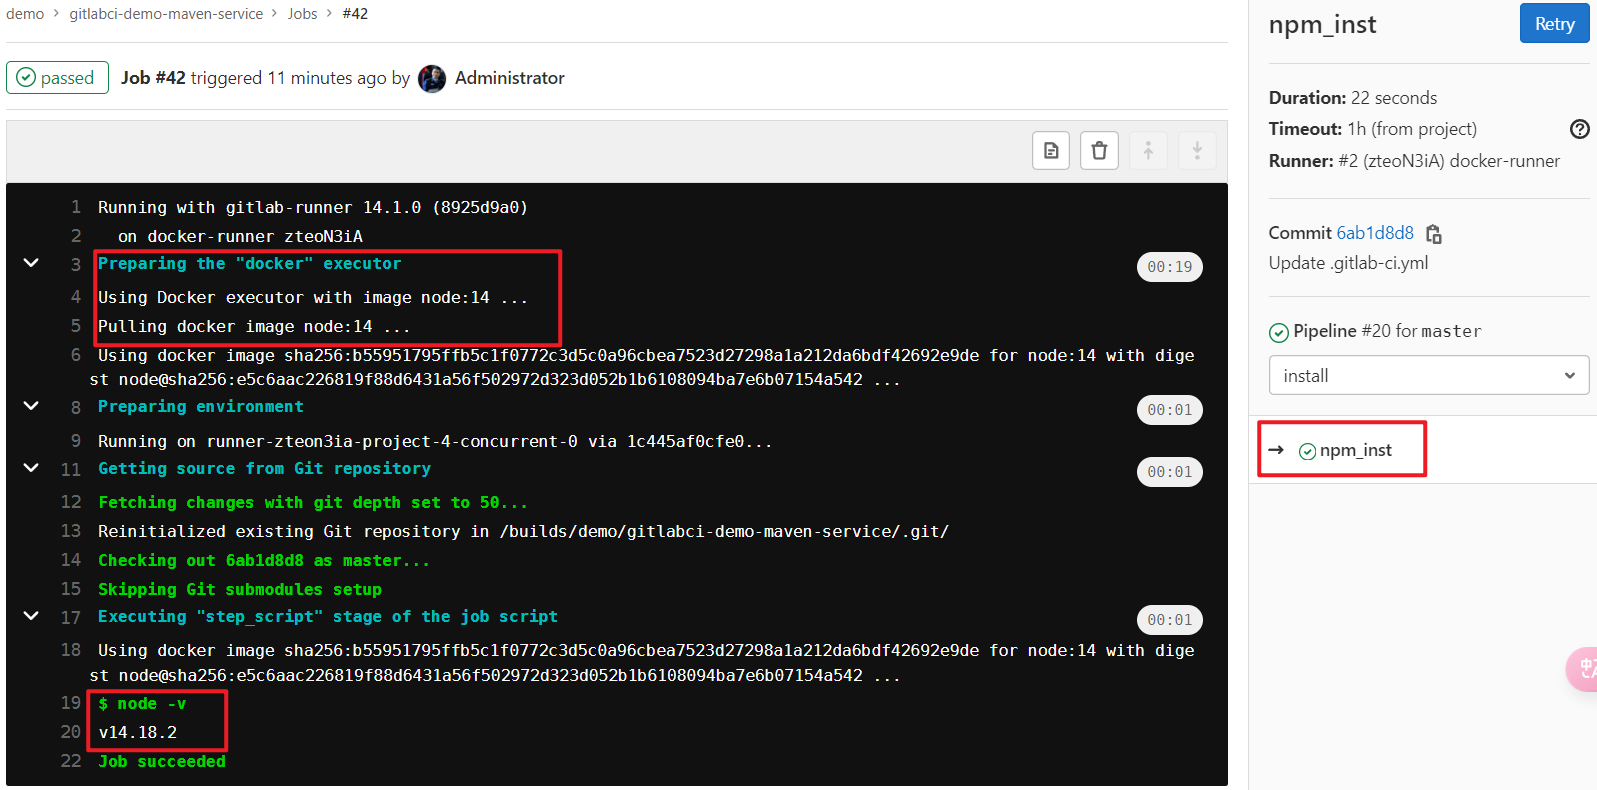 demo > gitlabci-demo-maven-service > Jobs > #42
passed Job #42 triggered 11 minutes ago by Administrator
1 Running with gitlab-runner 14.1.0 (8925d9a0)
2 on docker-runner zteoN3iA
3 Preparing the "docker" executor 00:19
4 Using Docker executor with image node:14 ...
5 Pulling docker image node:14 ...
6 Using docker image sha256:b55951795ffb5c1f0772c3d5c0a96cbea7523d27298a1a212da6bdf42692e9de for node:14 with dige
st node@sha256:e5c6aac226819f88d6431a56f502972d323d052b1b6108094ba7e6b07154a542 ...
8 Preparing environment 00:01
9 Running on runner-zteon3ia-project-4-concurrent-0 via 1c445af0cfe0...
11 Getting source from Git repository 00:01
12 Fetching changes with git depth set to 50...
13 Reinitialized existing Git repository in /builds/demo/gitlabci-demo-maven-service/.git/
14 Checking out 6ab1d8d8 as master...
15 Skipping Git submodules setup
17 Executing "step_script" stage of the job script 00:01
18 Using docker image sha256:b55951795ffb5c1f0772c3d5c0a96cbea7523d27298a1a212da6bdf42692e9de for node:14 with dige
st node@sha256:e5c6aac226819f88d6431a56f502972d323d052b1b6108094ba7e6b07154a542 ...
19 $ node -v
20 v14.18.2
22 Job succeeded
npm_inst
Retry
Duration: 22 seconds
Timeout: 1h (from project)
Runner: #2 (zteoN3iA) docker-runner
Commit 6ab1d8d8
Update .gitlab-ci.yml
Pipeline #20 for master
install
→ npm_inst
中